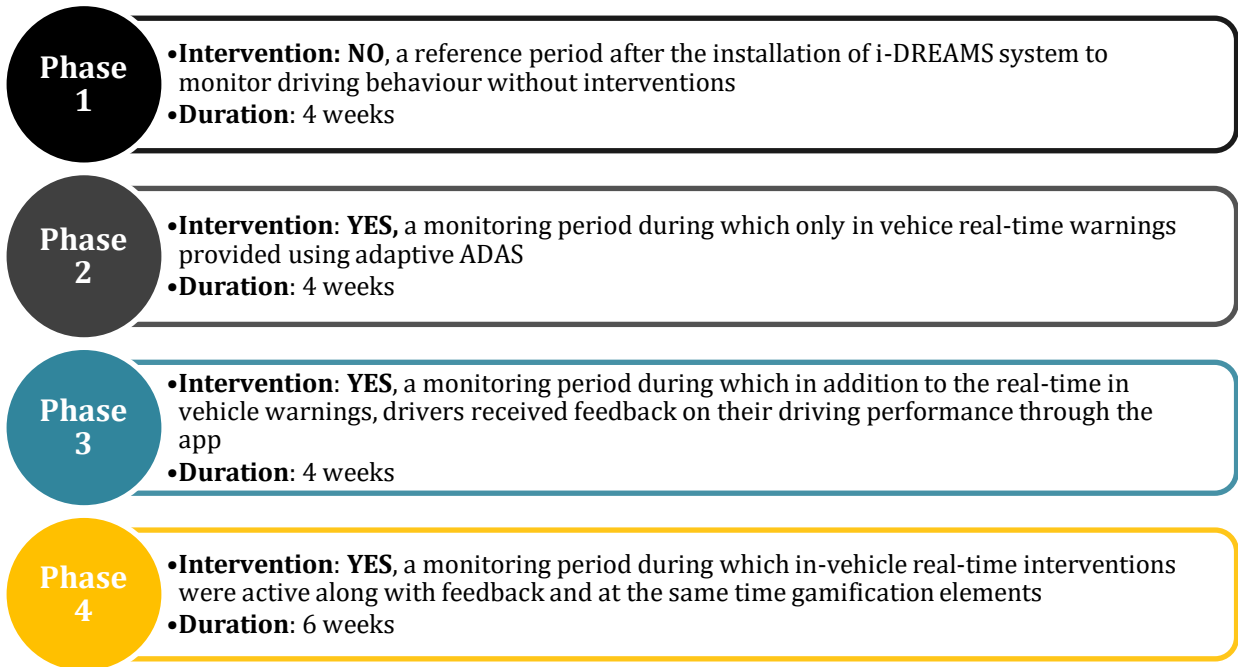 Phase
1
•Intervention: NO, a reference period after the installation of i-DREAMS system to
monitor driving behaviour without interventions
•Duration: 4 weeks
Phase
2
•Intervention: YES, a monitoring period during which only in vehice real-time warnings
provided using adaptive ADAS
•Duration: 4 weeks
Phase
3
•Intervention: YES, a monitoring period during which in addition to the real-time in
vehicle warnings, drivers received feedback on their driving performance through the
app
•Duration: 4 weeks
Phase
4
•Intervention: YES, a monitoring period during which in-vehicle real-time interventions
were active along with feedback and at the same time gamification elements
•Duration: 6 weeks